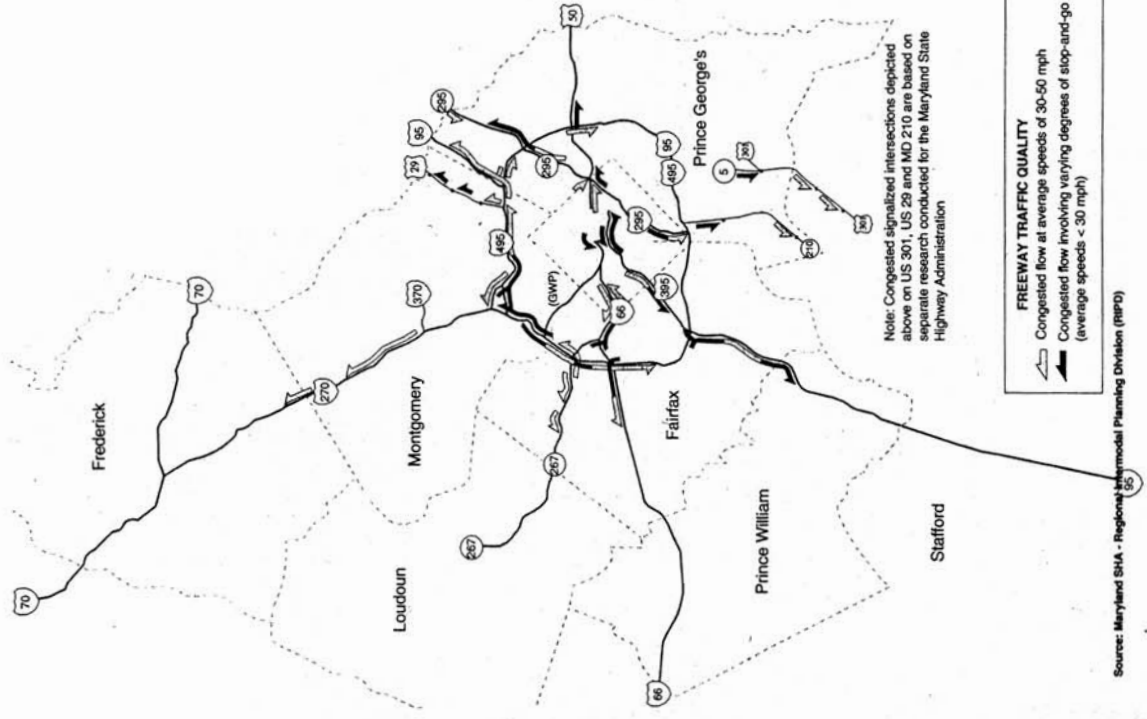 70
Frederick
70
270
370
Montgomery
Loudoun
267
267
495
29
95
295
295
50
(GWP)
66
395
295
95
495
Prince George's
5
301
210
301
Fairfax
66
Prince William
Stafford
95
Note: Congested signalized intersections depicted
above on US 301, US 29 and MD 210 are based on
separate research conducted for the Maryland State
Highway Administration
FREEWAY TRAFFIC QUALITY
Congested flow at average speeds of 30-50 mph
Congested flow involving varying degrees of stop-and-go
(average speeds < 30 mph)
Source: Maryland SHA - Regional Intermodal Planning Division (RIPD)